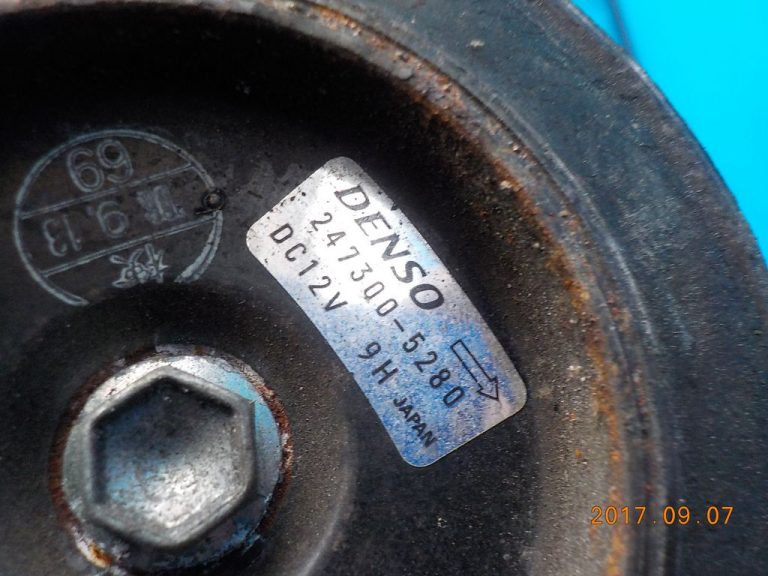 69
9.13
DENSO
247300-5280
DC12V 9H JAPAN
2017.09.07